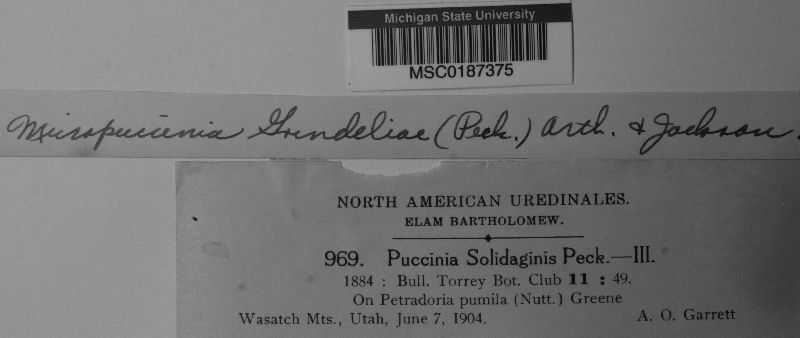 Michigan State University
MSC0187375
Micropuccinia Grindeliae (Peck.) Arth. & Jackson.
NORTH AMERICAN UREDINALES.
ELAM BARTHOLOMEW.
969. Puccinia Solidaginis Peck.—III.
1884 : Bull. Torrey Bot. Club 11 : 49.
On Petradoria pumila (Nutt.) Greene
Wasatch Mts., Utah, June 7, 1904. A. O. Garrett